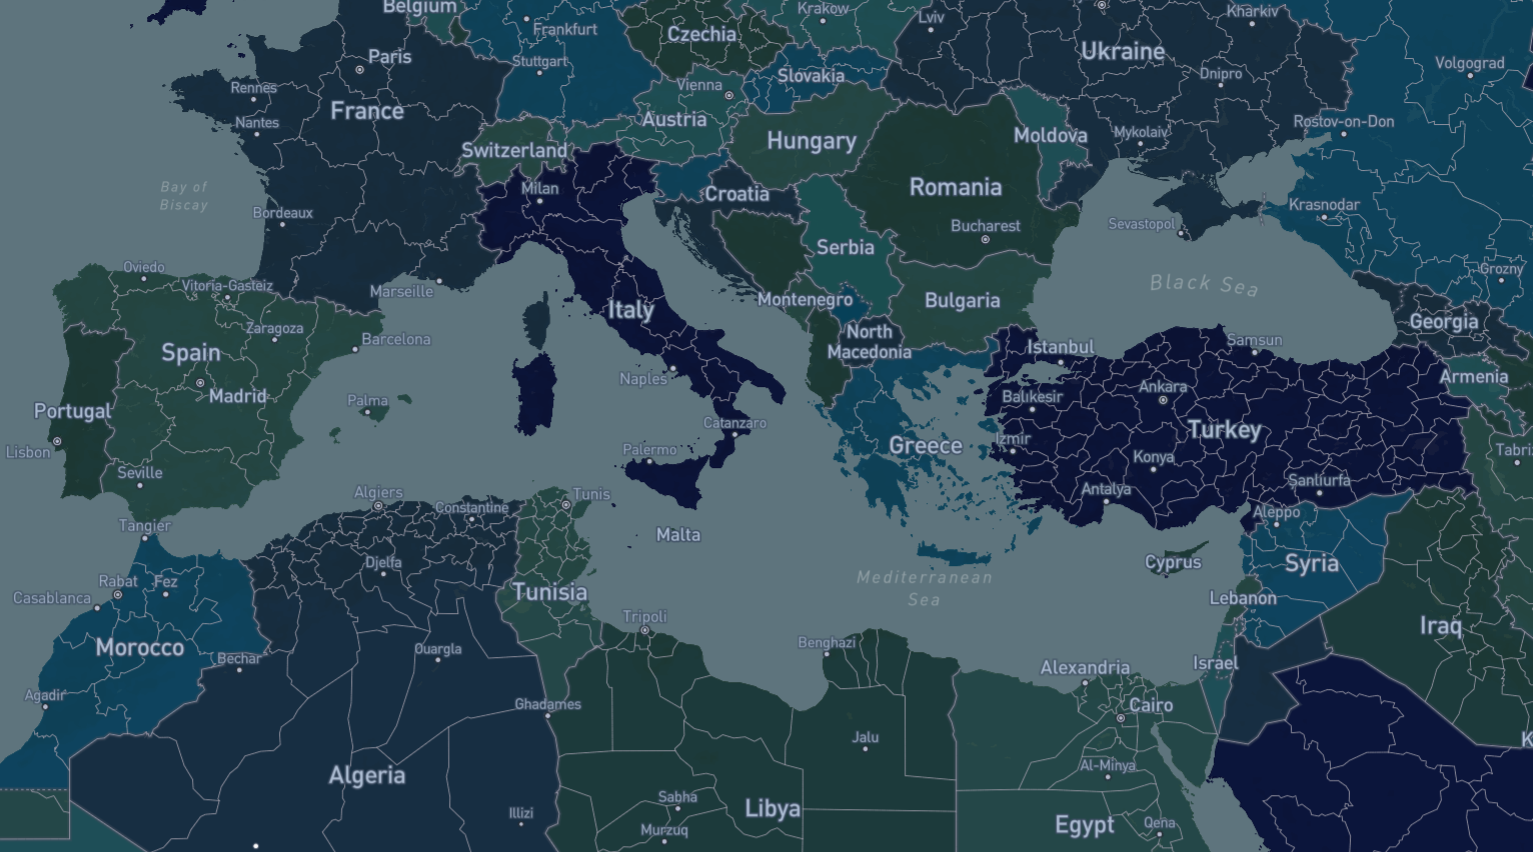 Belgium
Frankfurt
Czechia
Krakow
Lviv
Kharkiv
Paris
Stuttgart
Slovakia
Ukraine
Dnipro
Volgograd
Rennes
Vienna
France
Austria
Nantes
Rostov-on-Don
Switzerland
Hungary
Moldova
Mykolaiv
Bay of
Biscay
Milan
Croatia
Romania
Bordeaux
Krasnodar
Bucharest
Sevastopol
Serbia
Oviedo
Vitoria-Gasteiz
Marseille
Grozny
Black Sea
Montenegro
Bulgaria
Italy
Zaragoza
Barcelona
North
Macedonia
Georgia
Spain
Istanbul
Samsun
Naples
Armenia
Madrid
Palma
Balıkesir
Ankara
Portugal
Catanzaro
Turkey
Lisbon
Palermo
Greece
Izmir
Konya
Tabri
Seville
Algiers
Tunis
Antalya
Sanliurfa
Constantine
Tangier
Malta
Aleppo
Djelfa
Cyprus
Syria
Rabat
Fez
Mediterranean
Sea
Casablanca
Tunisia
Lebanon
Tripoli
Iraq
Morocco
Ouargla
Benghazi
Bechar
Alexandria
Israel
Agadir
Ghadames
Cairo
Jalu
K
Algeria
Al-Minya
Sabha
Libya
Illizi
Egypt
Qena
Murzuq